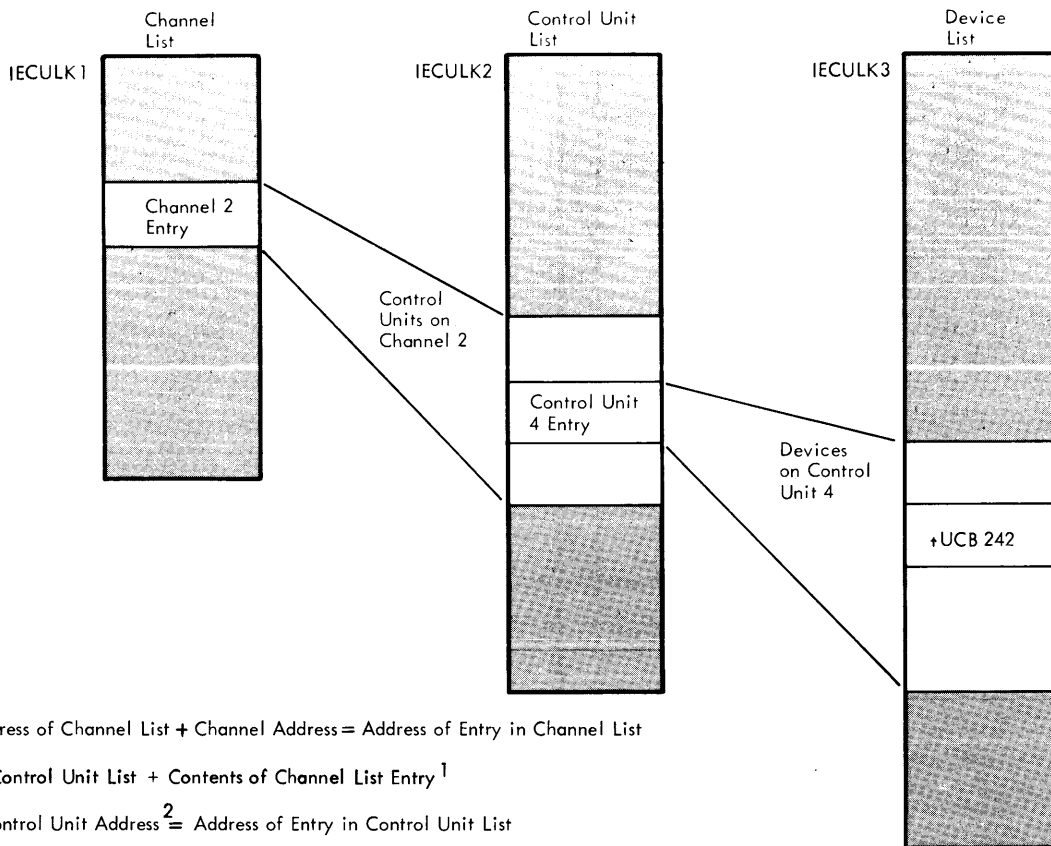 Channel
List
Control Unit
List
Device
List
IECULK1
IECULK2
IECULK3
Channel 2
Entry
Control
Units on
Channel 2
Control Unit
4 Entry
Devices
on Control
Unit 4
↑UCB 242
ress of Channel List + Channel Address = Address of Entry in Channel List
Control Unit List + Contents of Channel List Entry 1
ontrol Unit Address 2 = Address of Entry in Control Unit List